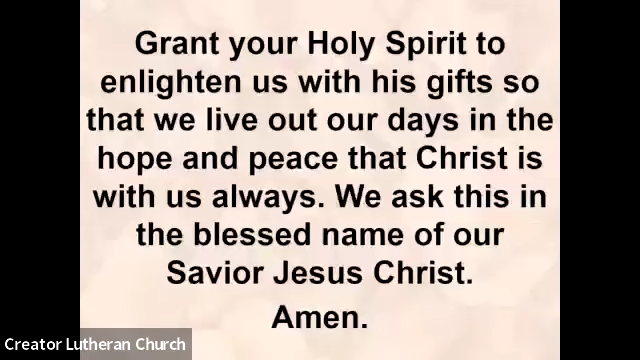 Grant your Holy Spirit to
enlighten us with his gifts so
that we live out our days in the
hope and peace that Christ is
with us always. We ask this in
the blessed name of our
Savior Jesus Christ.
Amen.
Creator Lutheran Church